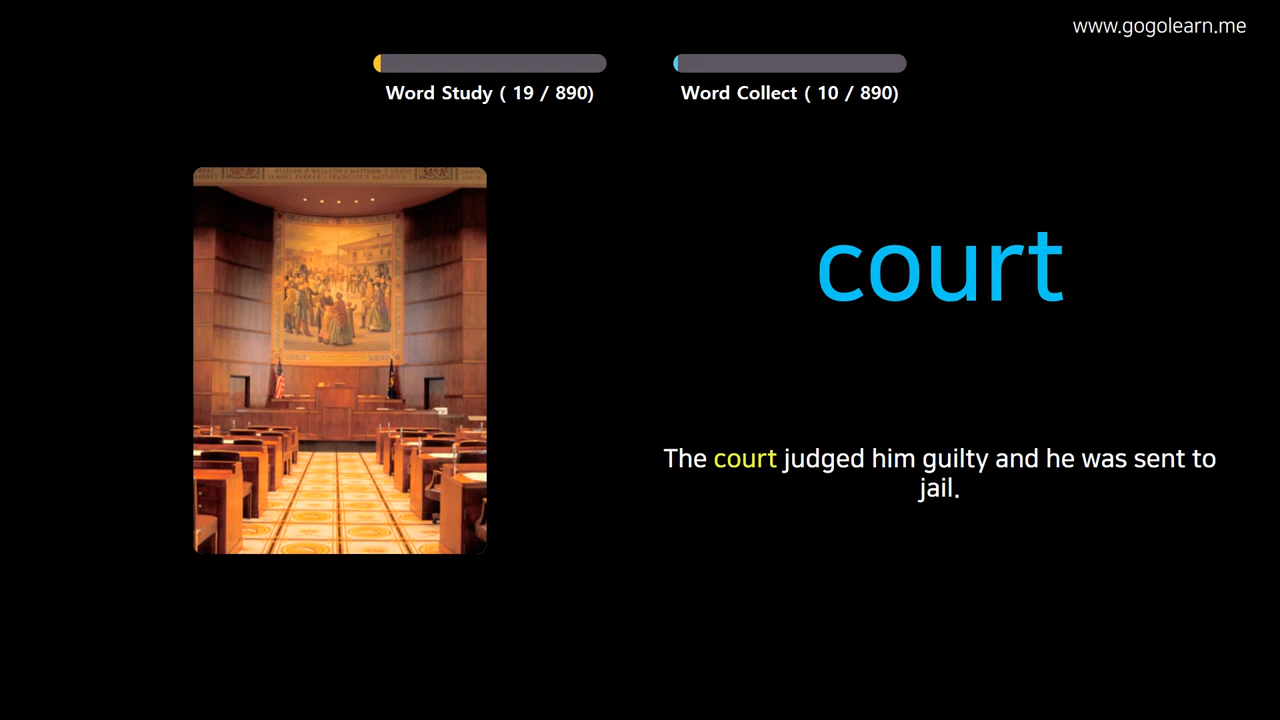 www.gogolearn.me
Word Study ( 19 / 890)
Word Collect ( 10 / 890)
court
The court judged him guilty and he was sent to
jail.